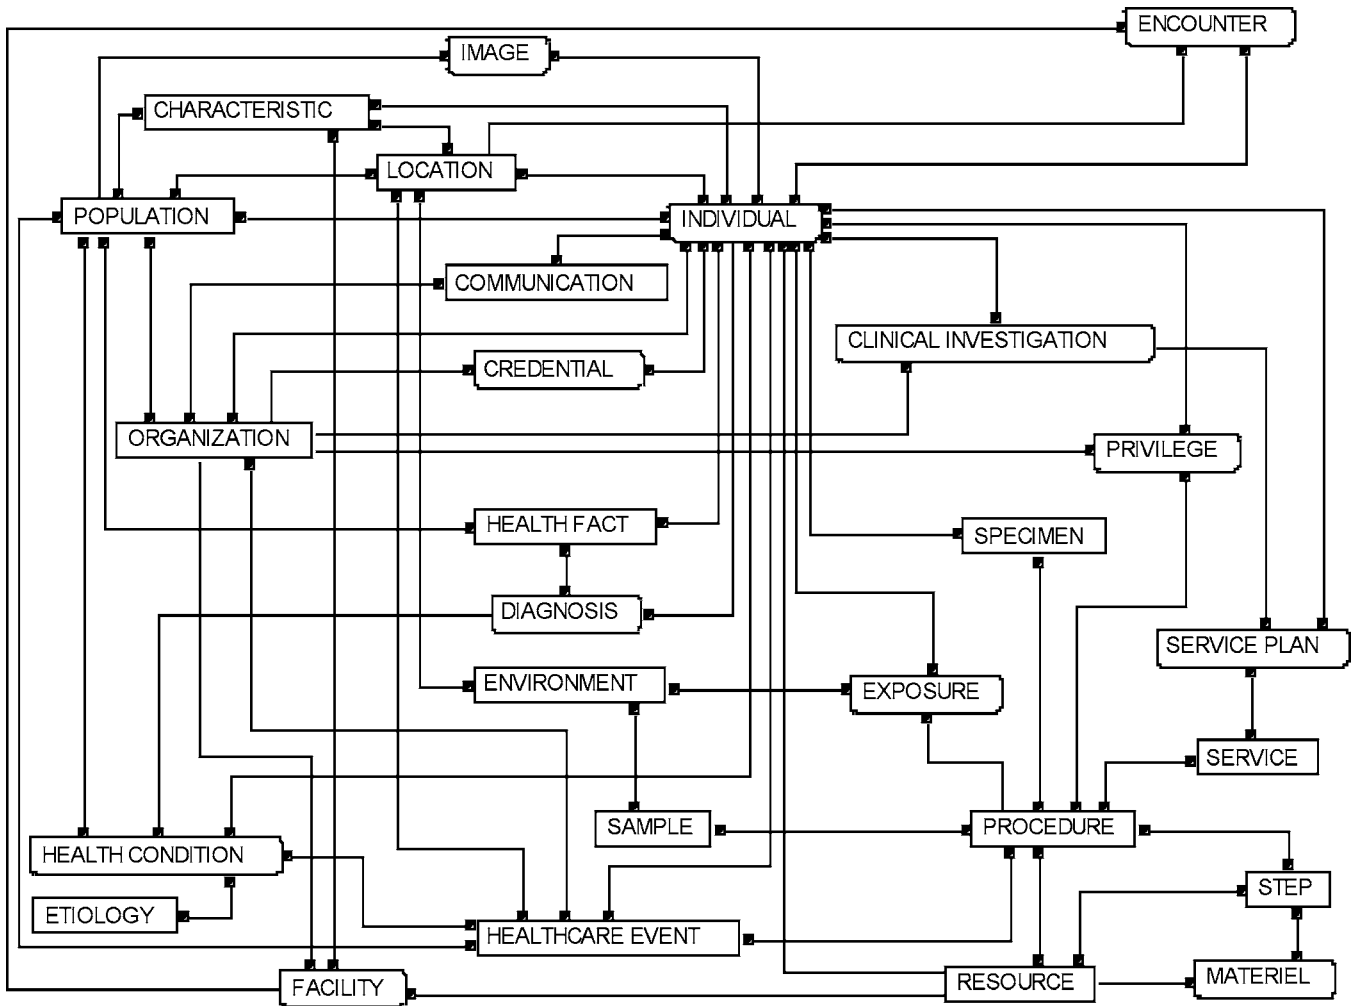 ENCOUNTER
IMAGE
CHARACTERISTIC
LOCATION
POPULATION
INDIVIDUAL
COMMUNICATION
CLINICAL INVESTIGATION
CREDENTIAL
ORGANIZATION
PRIVILEGE
HEALTH FACT
SPECIMEN
DIAGNOSIS
SERVICE PLAN
ENVIRONMENT
EXPOSURE
SERVICE
SAMPLE
PROCEDURE
HEALTH CONDITION
STEP
ETIOLOGY
HEALTHCARE EVENT
FACILITY
RESOURCE
MATERIEL